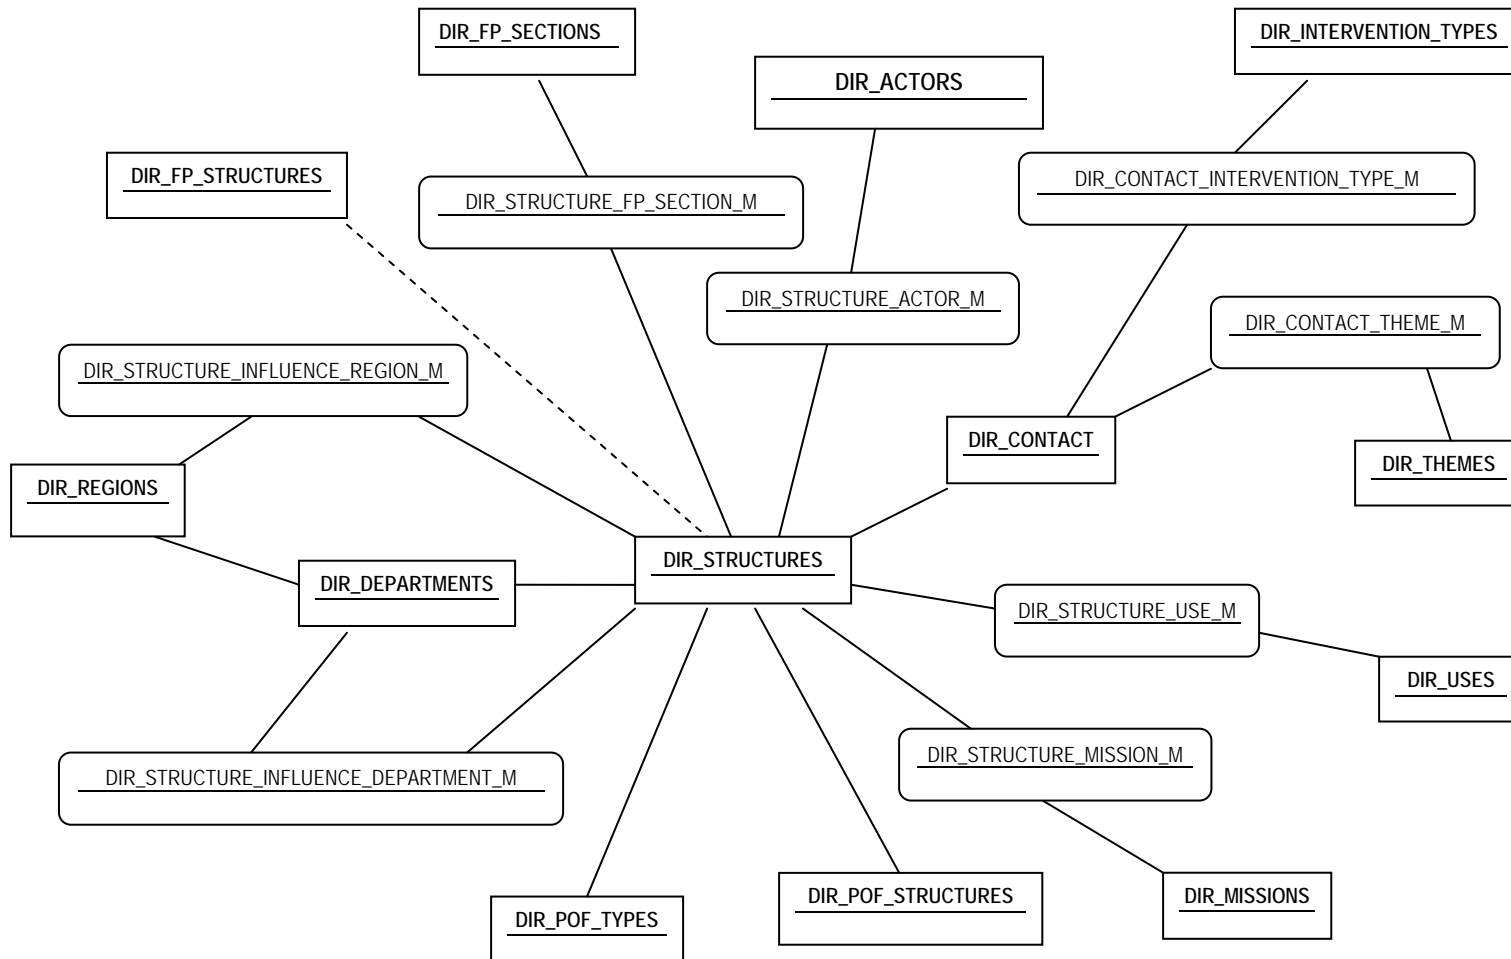 DIR_FP_SECTIONS
DIR_INTERVENTION_TYPES
DIR_ACTORS
DIR_FP_STRUCTURES
DIR_CONTACT_INTERVENTION_TYPE_M
DIR_STRUCTURE_FP_SECTION_M
DIR_STRUCTURE_ACTOR_M
DIR_CONTACT_THEME_M
DIR_STRUCTURE_INFLUENCE_REGION_M
DIR_CONTACT
DIR_THEMES
DIR_REGIONS
DIR_STRUCTURES
DIR_DEPARTMENTS
DIR_STRUCTURE_USE_M
DIR_USES
DIR_STRUCTURE_MISSION_M
DIR_STRUCTURE_INFLUENCE_DEPARTMENT_M
DIR_POF_STRUCTURES
DIR_MISSIONS
DIR_POF_TYPES